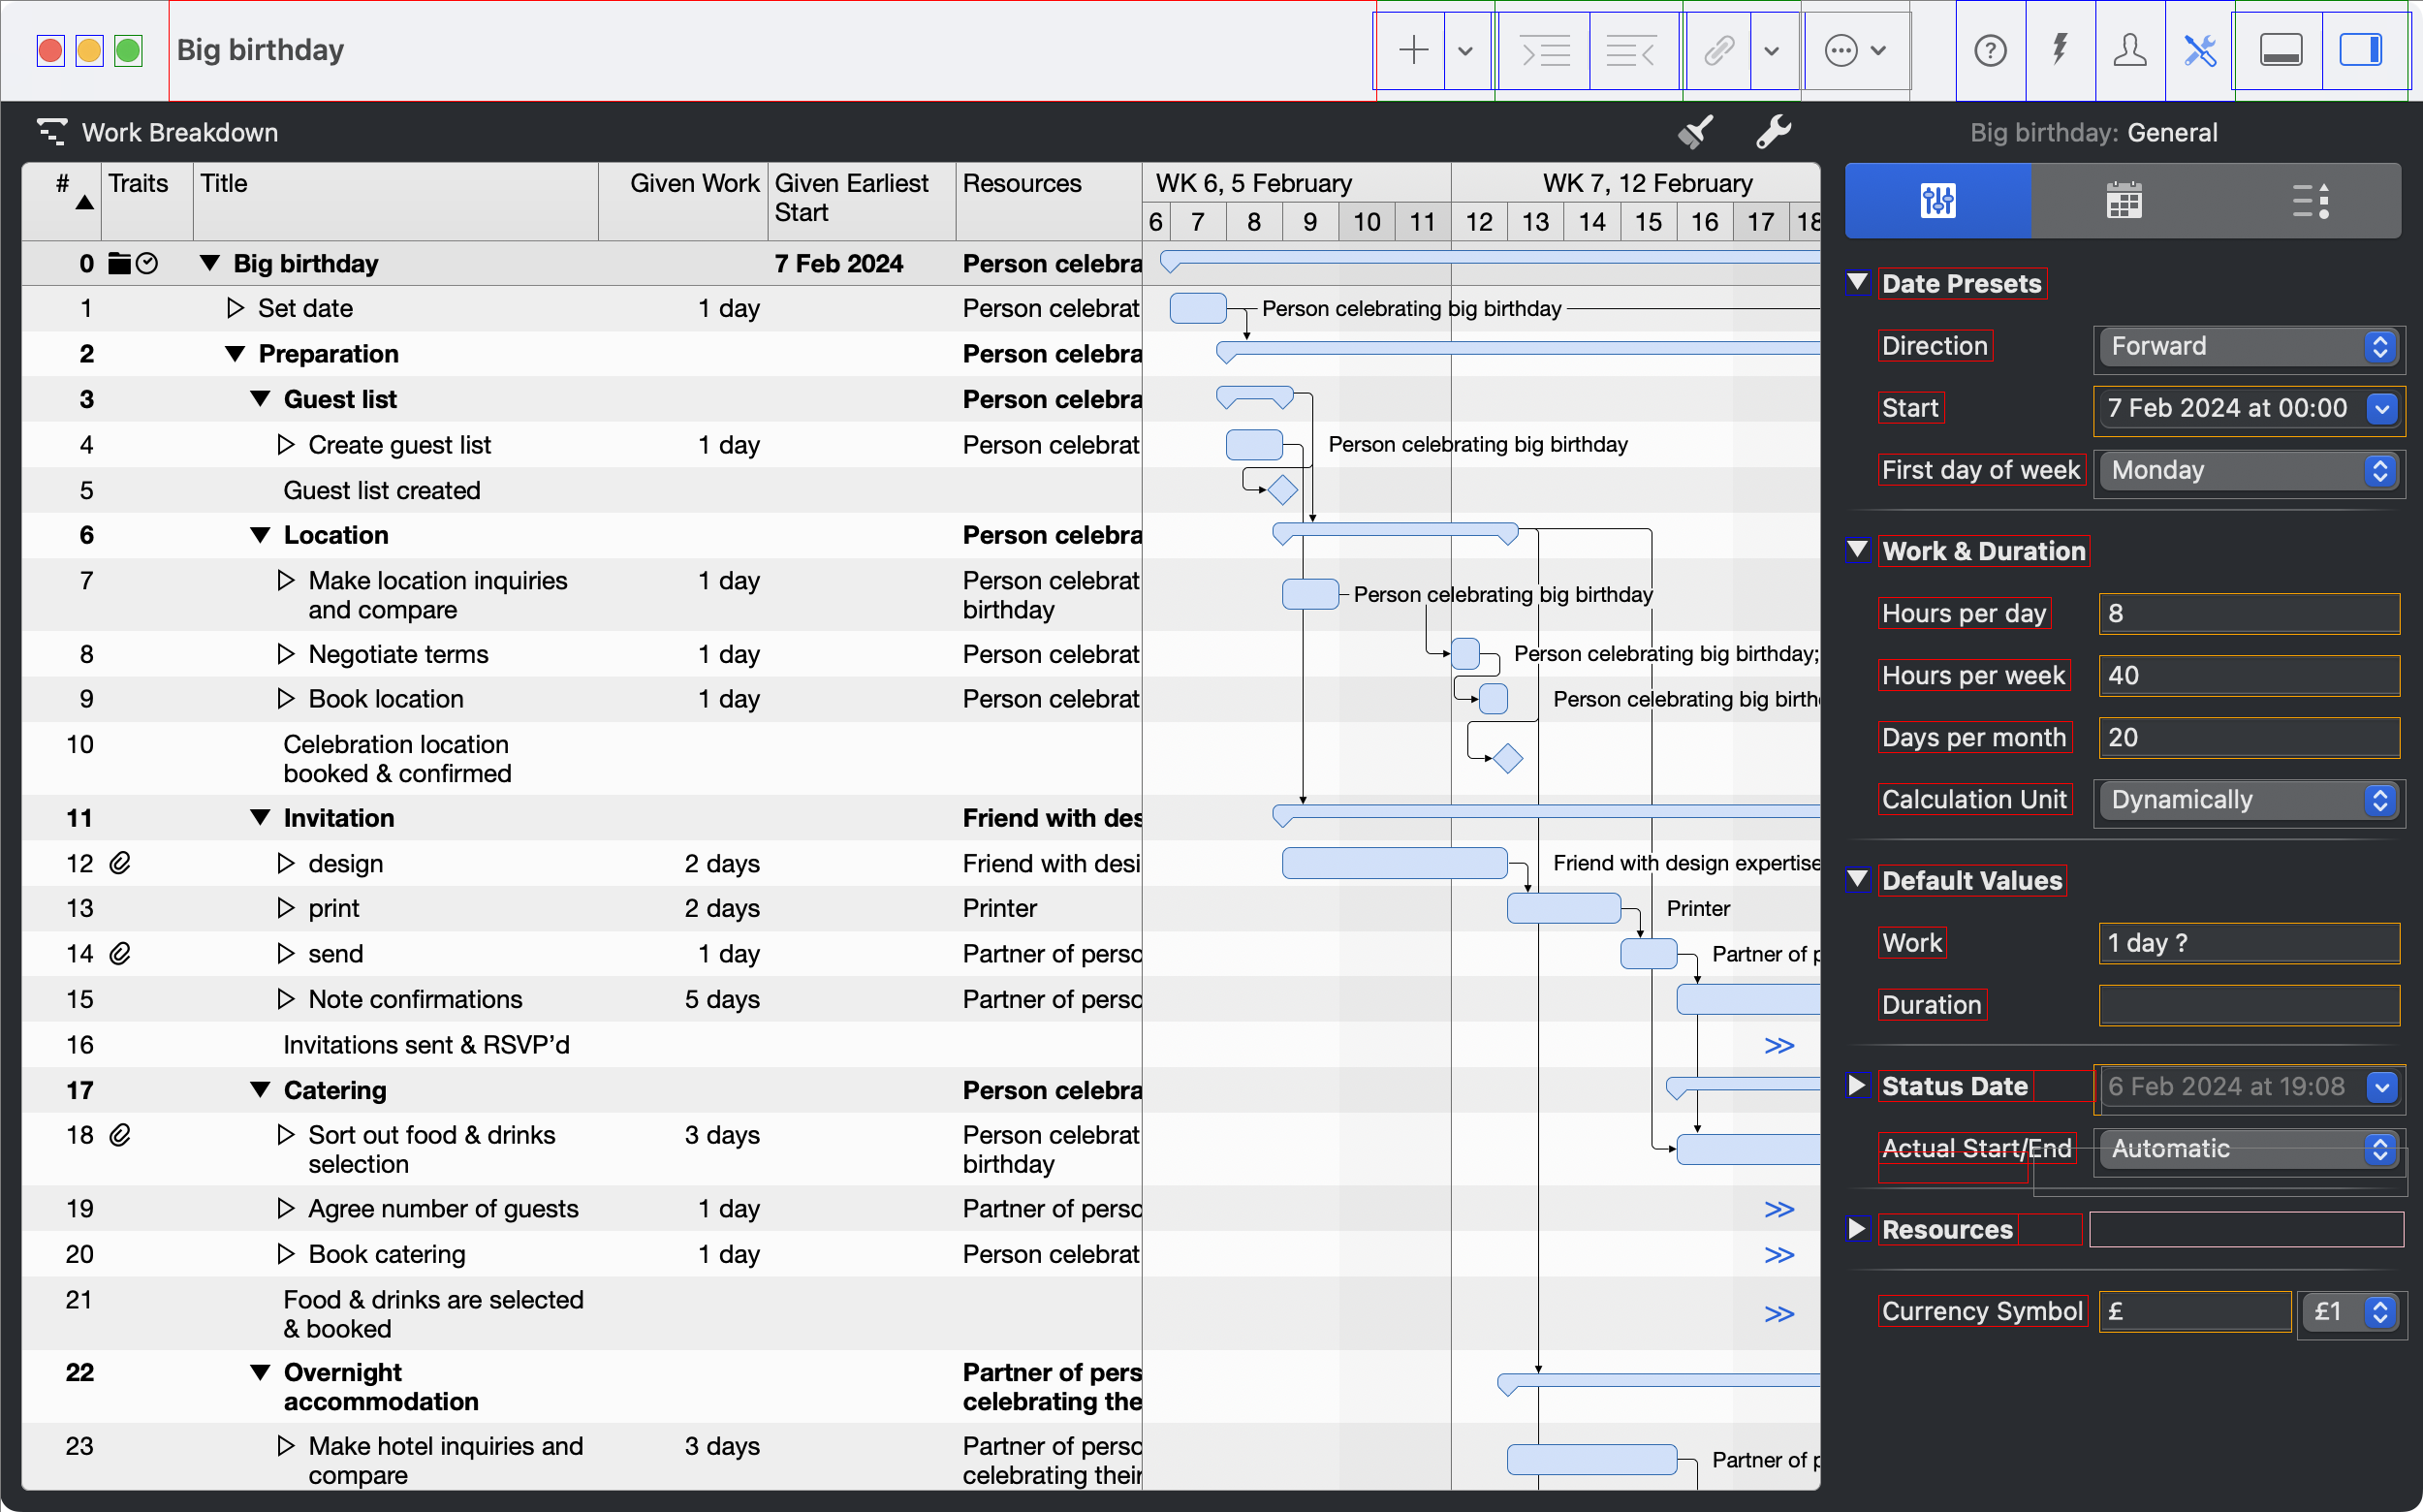 Big birthday
Work Breakdown
Big birthday: General
# Traits Title Given Work Given Earliest Start Resources
WK 6, 5 February WK 7, 12 February
6 7 8 9 10 11 12 13 14 15 16 17 18
0 Big birthday 7 Feb 2024 Person celebra
1 Set date 1 day Person celebrat Person celebrating big birthday
2 Preparation Person celebra
3 Guest list Person celebra
4 Create guest list 1 day Person celebrat Person celebrating big birthday
5 Guest list created
6 Location Person celebra
7 Make location inquiries and compare 1 day Person celebrat birthday Person celebrating big birthday
8 Negotiate terms 1 day Person celebrat Person celebrating big birthday;
9 Book location 1 day Person celebrat Person celebrating big birth
10 Celebration location booked & confirmed
11 Invitation Friend with des
12 design 2 days Friend with desi Friend with design expertise
13 print 2 days Printer Printer
14 send 1 day Partner of perso Partner of p
15 Note confirmations 5 days Partner of perso
16 Invitations sent & RSVP’d
17 Catering Person celebra
18 Sort out food & drinks selection 3 days Person celebrat birthday
19 Agree number of guests 1 day Partner of perso
20 Book catering 1 day Person celebrat
21 Food & drinks are selected & booked
22 Overnight accommodation Partner of pers celebrating the
23 Make hotel inquiries and compare 3 days Partner of perso celebrating their Partner of p
Date Presets
Direction Forward
Start 7 Feb 2024 at 00:00
First day of week Monday
Work & Duration
Hours per day 8
Hours per week 40
Days per month 20
Calculation Unit Dynamically
Default Values
Work 1 day ?
Duration
Status Date 6 Feb 2024 at 19:08
Actual Start/End Automatic
Resources
Currency Symbol £ £1